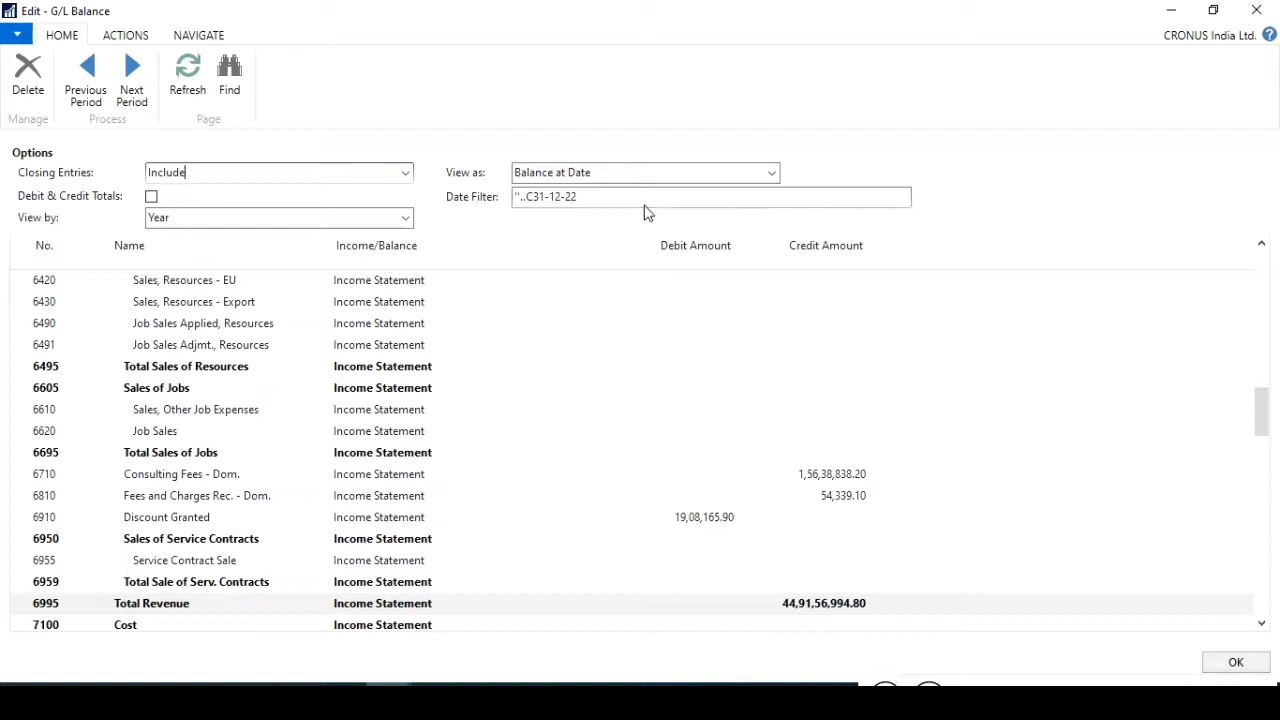 Edit - G/L Balance
HOME ACTIONS NAVIGATE CRONUS India Ltd. ?
Delete Previous Period Next Period Refresh Find
Manage Process Page
Options
Closing Entries: Include View as: Balance at Date
Debit & Credit Totals: Date Filter: ''..C31-12-22
View by: Year
No. Name Income/Balance Debit Amount Credit Amount
6420 Sales, Resources - EU Income Statement
6430 Sales, Resources - Export Income Statement
6490 Job Sales Applied, Resources Income Statement
6491 Job Sales Adjmt., Resources Income Statement
6495 Total Sales of Resources Income Statement
6605 Sales of Jobs Income Statement
6610 Sales, Other Job Expenses Income Statement
6620 Job Sales Income Statement
6695 Total Sales of Jobs Income Statement
6710 Consulting Fees - Dom. Income Statement 1,56,38,838.20
6810 Fees and Charges Rec. - Dom. Income Statement 54,339.10
6910 Discount Granted Income Statement 19,08,165.90
6950 Sales of Service Contracts Income Statement
6955 Service Contract Sale Income Statement
6959 Total Sale of Serv. Contracts Income Statement
6995 Total Revenue Income Statement 44,91,56,994.80
7100 Cost Income Statement
OK